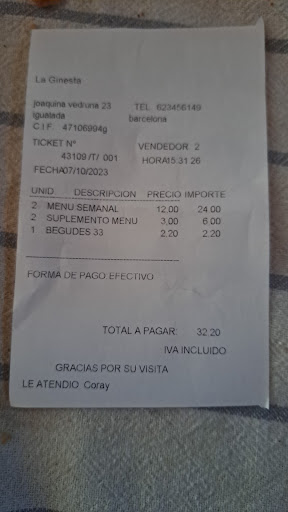 La Ginesta
joaquina vedruna 23 TEL 623456149
igualada barcelona
C.I.F. 47106994g
TICKET Nº VENDEDOR 2
43109 /T/ 001 HORA15 31 26
FECHA07/10/2023
UNID DESCRIPCION PRECIO IMPORTE
2 MENU SEMANAL 12,00 24,00
2 SUPLEMENTO MENU 3,00 6,00
1 BEGUDES 33 2,20 2,20
FORMA DE PAGO:EFECTIVO
TOTAL A PAGAR: 32,20
IVA INCLUIDO
GRACIAS POR SU VISITA
LE ATENDIO Coray